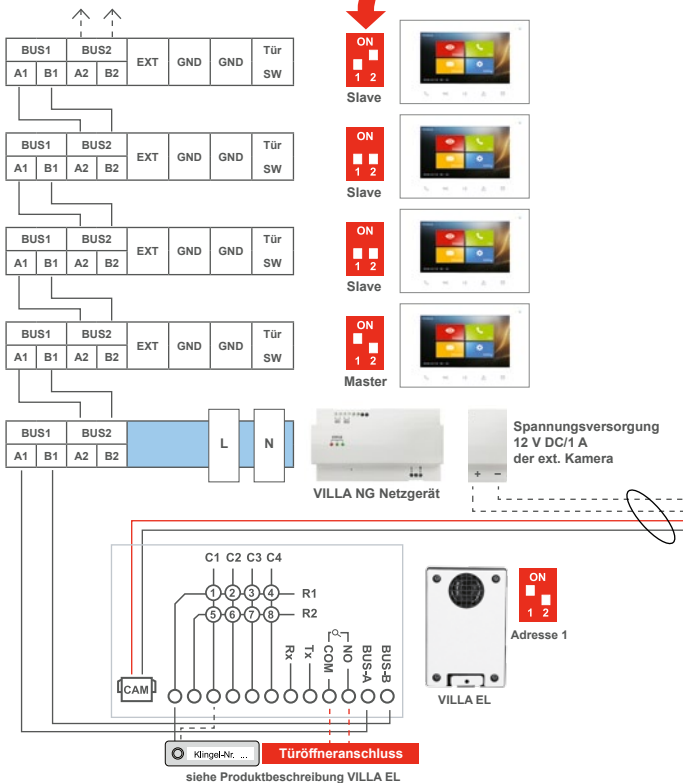 ON
1 2
Slave
BUS1 BUS2 EXT GND GND Tür SW
A1 B1 A2 B2
ON
1 2
Slave
BUS1 BUS2 EXT GND GND Tür SW
A1 B1 A2 B2
ON
1 2
Slave
BUS1 BUS2 EXT GND GND Tür SW
A1 B1 A2 B2
ON
1 2
Master
BUS1 BUS2 EXT GND GND Tür SW
A1 B1 A2 B2
BUS1 BUS2 L N
A1 B1 A2 B2
VILLA NG Netzgerät
Spannungsversorgung
12 V DC/1 A
der ext. Kamera
+ −
C1 C2 C3 C4
1 2 3 4 R1
5 6 7 8 R2
Rx Tx COM NO BUS-A BUS-B
CAM
ON
1 2
Adresse 1
VILLA EL
Klingel-Nr. ...
Türöffneranschluss
siehe Produktbeschreibung VILLA EL